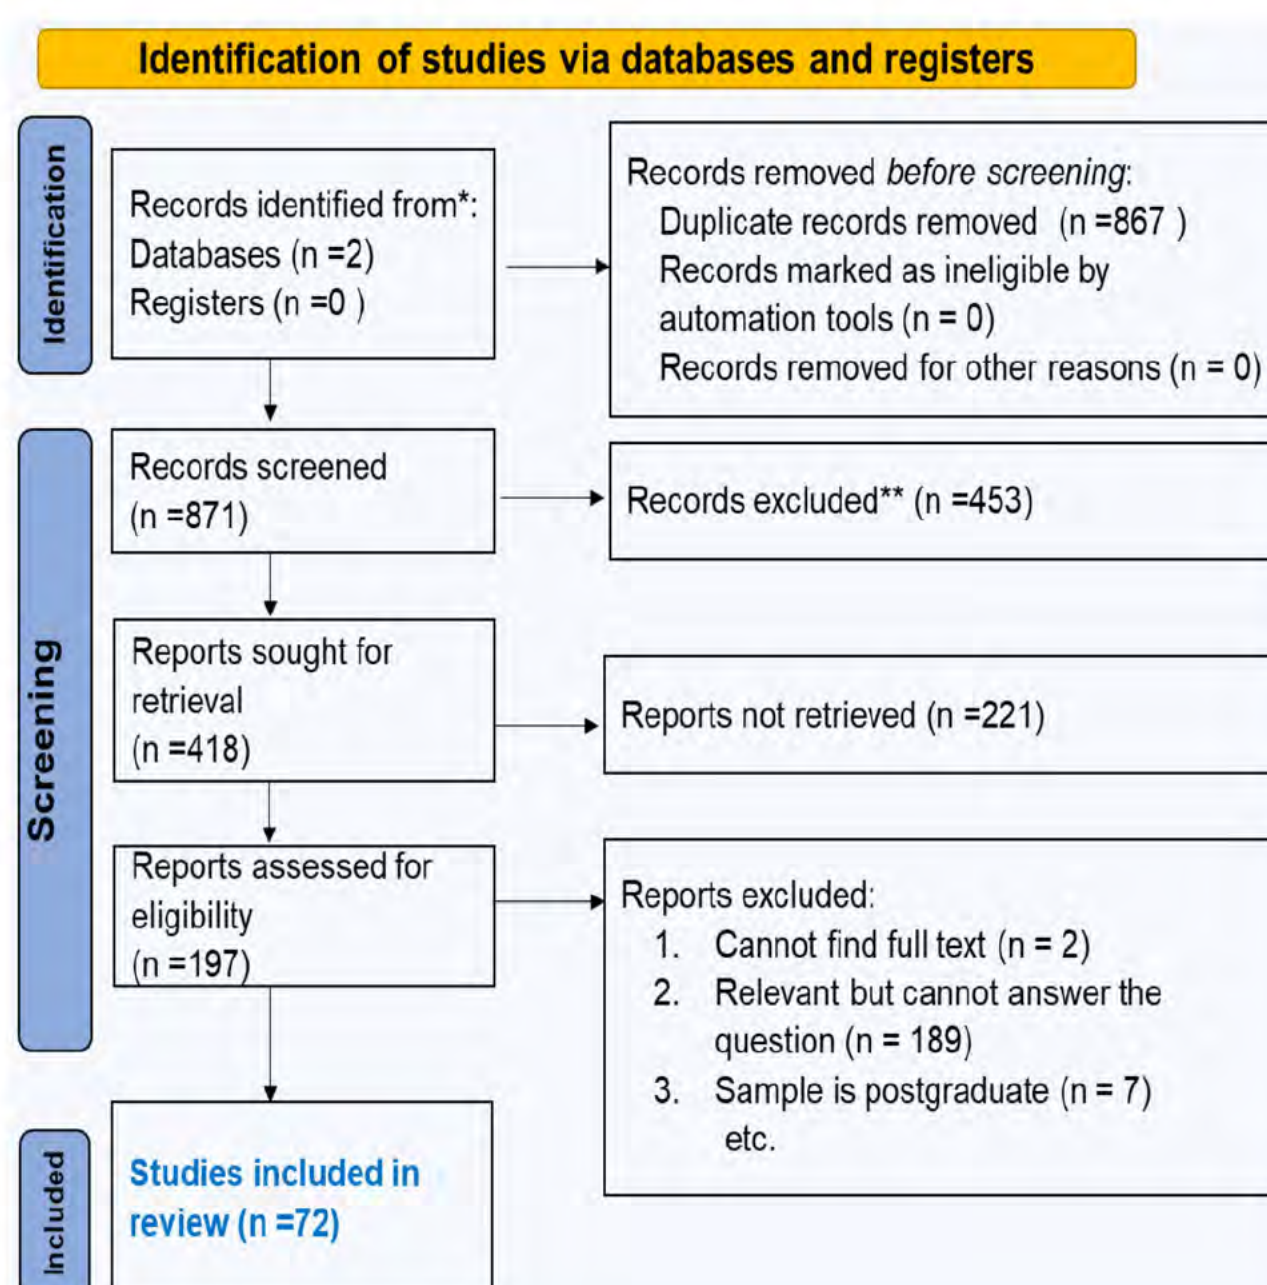 Identification of studies via databases and registers
Identification
Records identified from*:
Databases (n =2)
Registers (n =0 )
Records removed before screening:
Duplicate records removed  (n =867 )
Records marked as ineligible by
automation tools (n = 0)
Records removed for other reasons (n = 0)
Screening
Records screened
(n =871)
Records excluded** (n =453)
Reports sought for
retrieval
(n =418)
Reports not retrieved (n =221)
Reports assessed for
eligibility
(n =197)
Reports excluded:
1. Cannot find full text (n = 2)
2. Relevant but cannot answer the
question (n = 189)
3. Sample is postgraduate (n = 7)
etc.
Included
Studies included in
review (n =72)